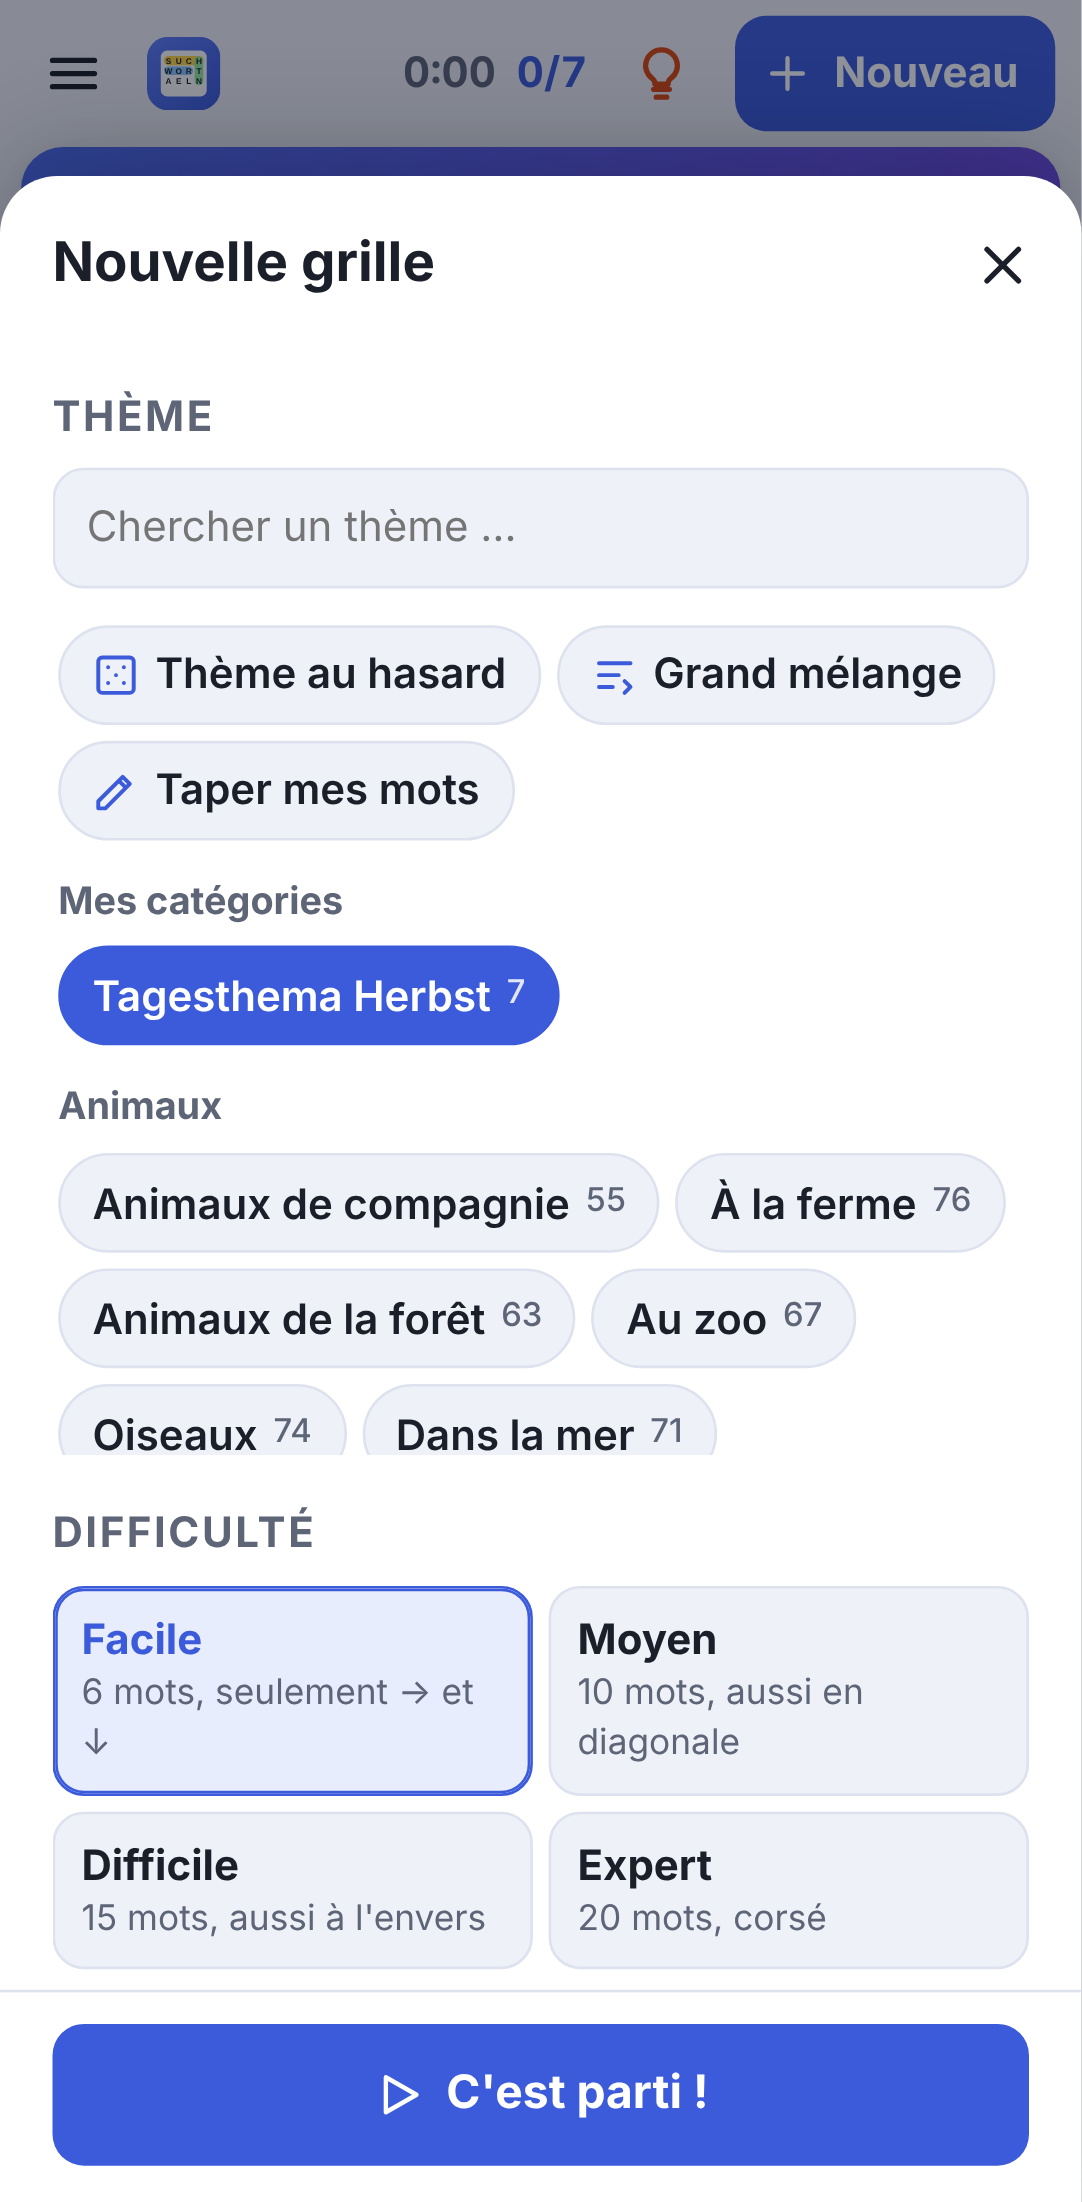 SUCH
WORT
AELN
0:00 0/7
Nouveau
Nouvelle grille
THÈME
Chercher un thème ...
Thème au hasard
Grand mélange
Taper mes mots
Mes catégories
Tagesthema Herbst 7
Animaux
Animaux de compagnie 55
À la ferme 76
Animaux de la forêt 63
Au zoo 67
Oiseaux 74
Dans la mer 71
DIFFICULTÉ
Facile
6 mots, seulement → et
↓
Moyen
10 mots, aussi en
diagonale
Difficile
15 mots, aussi à l'envers
Expert
20 mots, corsé
C'est parti !